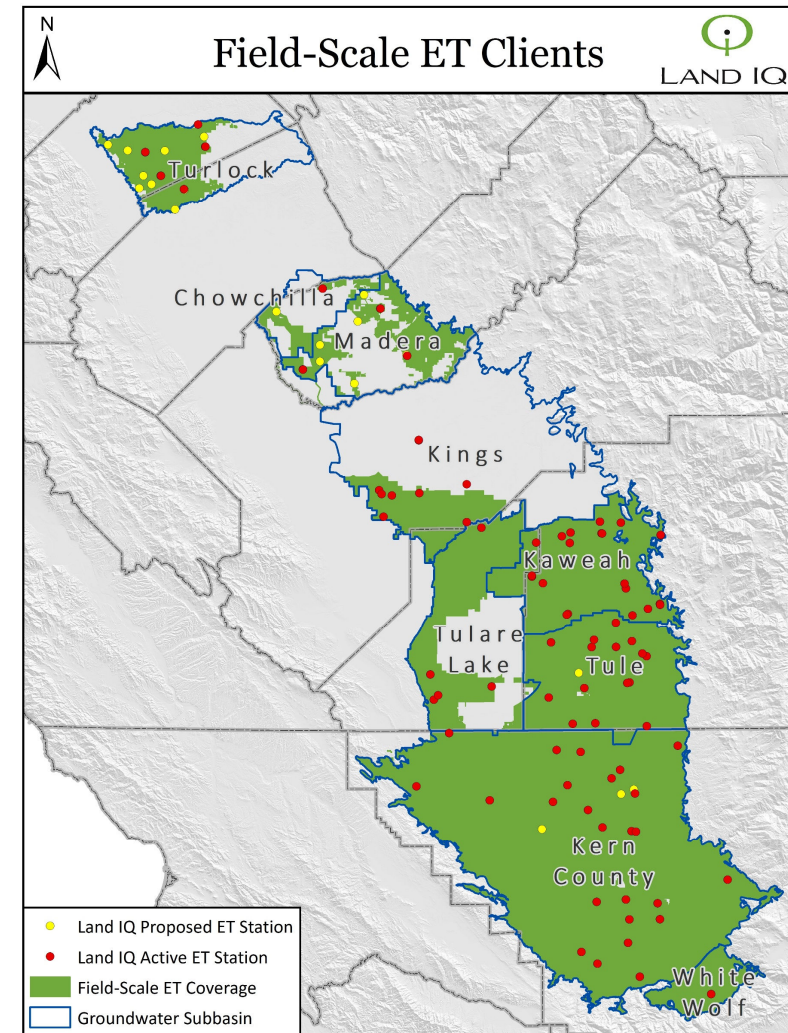 N
Field-Scale ET Clients
LAND IQ
Turlock
Chowchilla
Madera
Kings
Kaweah
Tulare
Lake
Tule
Kern
County
White
Wolf
Land IQ Proposed ET Station
Land IQ Active ET Station
Field-Scale ET Coverage
Groundwater Subbasin